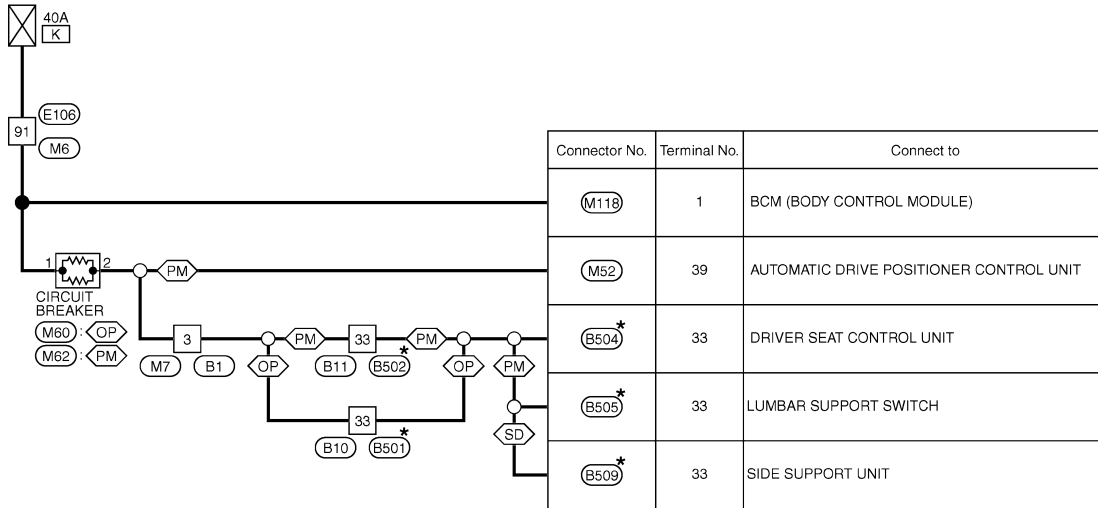 40A
K
91
E106
M6
Connector No. Terminal No. Connect to
M118 1 BCM (BODY CONTROL MODULE)
1 2 PM M52 39 AUTOMATIC DRIVE POSITIONER CONTROL UNIT
CIRCUIT
BREAKER
M60 : OP
M62 : PM
3 PM 33 PM B504* 33 DRIVER SEAT CONTROL UNIT
M7 B1 OP B11 B502* OP PM
33 B505* 33 LUMBAR SUPPORT SWITCH
B10 B501* SD
B509* 33 SIDE SUPPORT UNIT